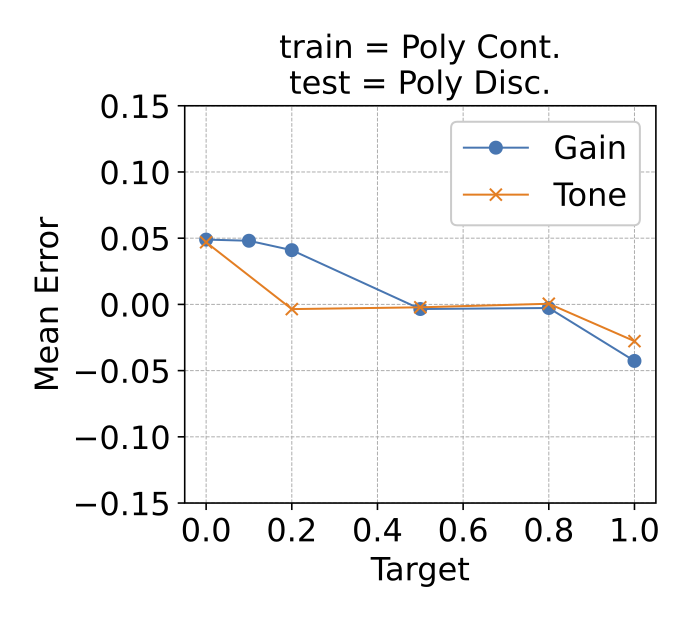 train = Poly Cont.
test = Poly Disc.
0.15
0.10
0.05
0.00
−0.05
−0.10
−0.15
Mean Error
Gain
Tone
0.0 0.2 0.4 0.6 0.8 1.0
Target